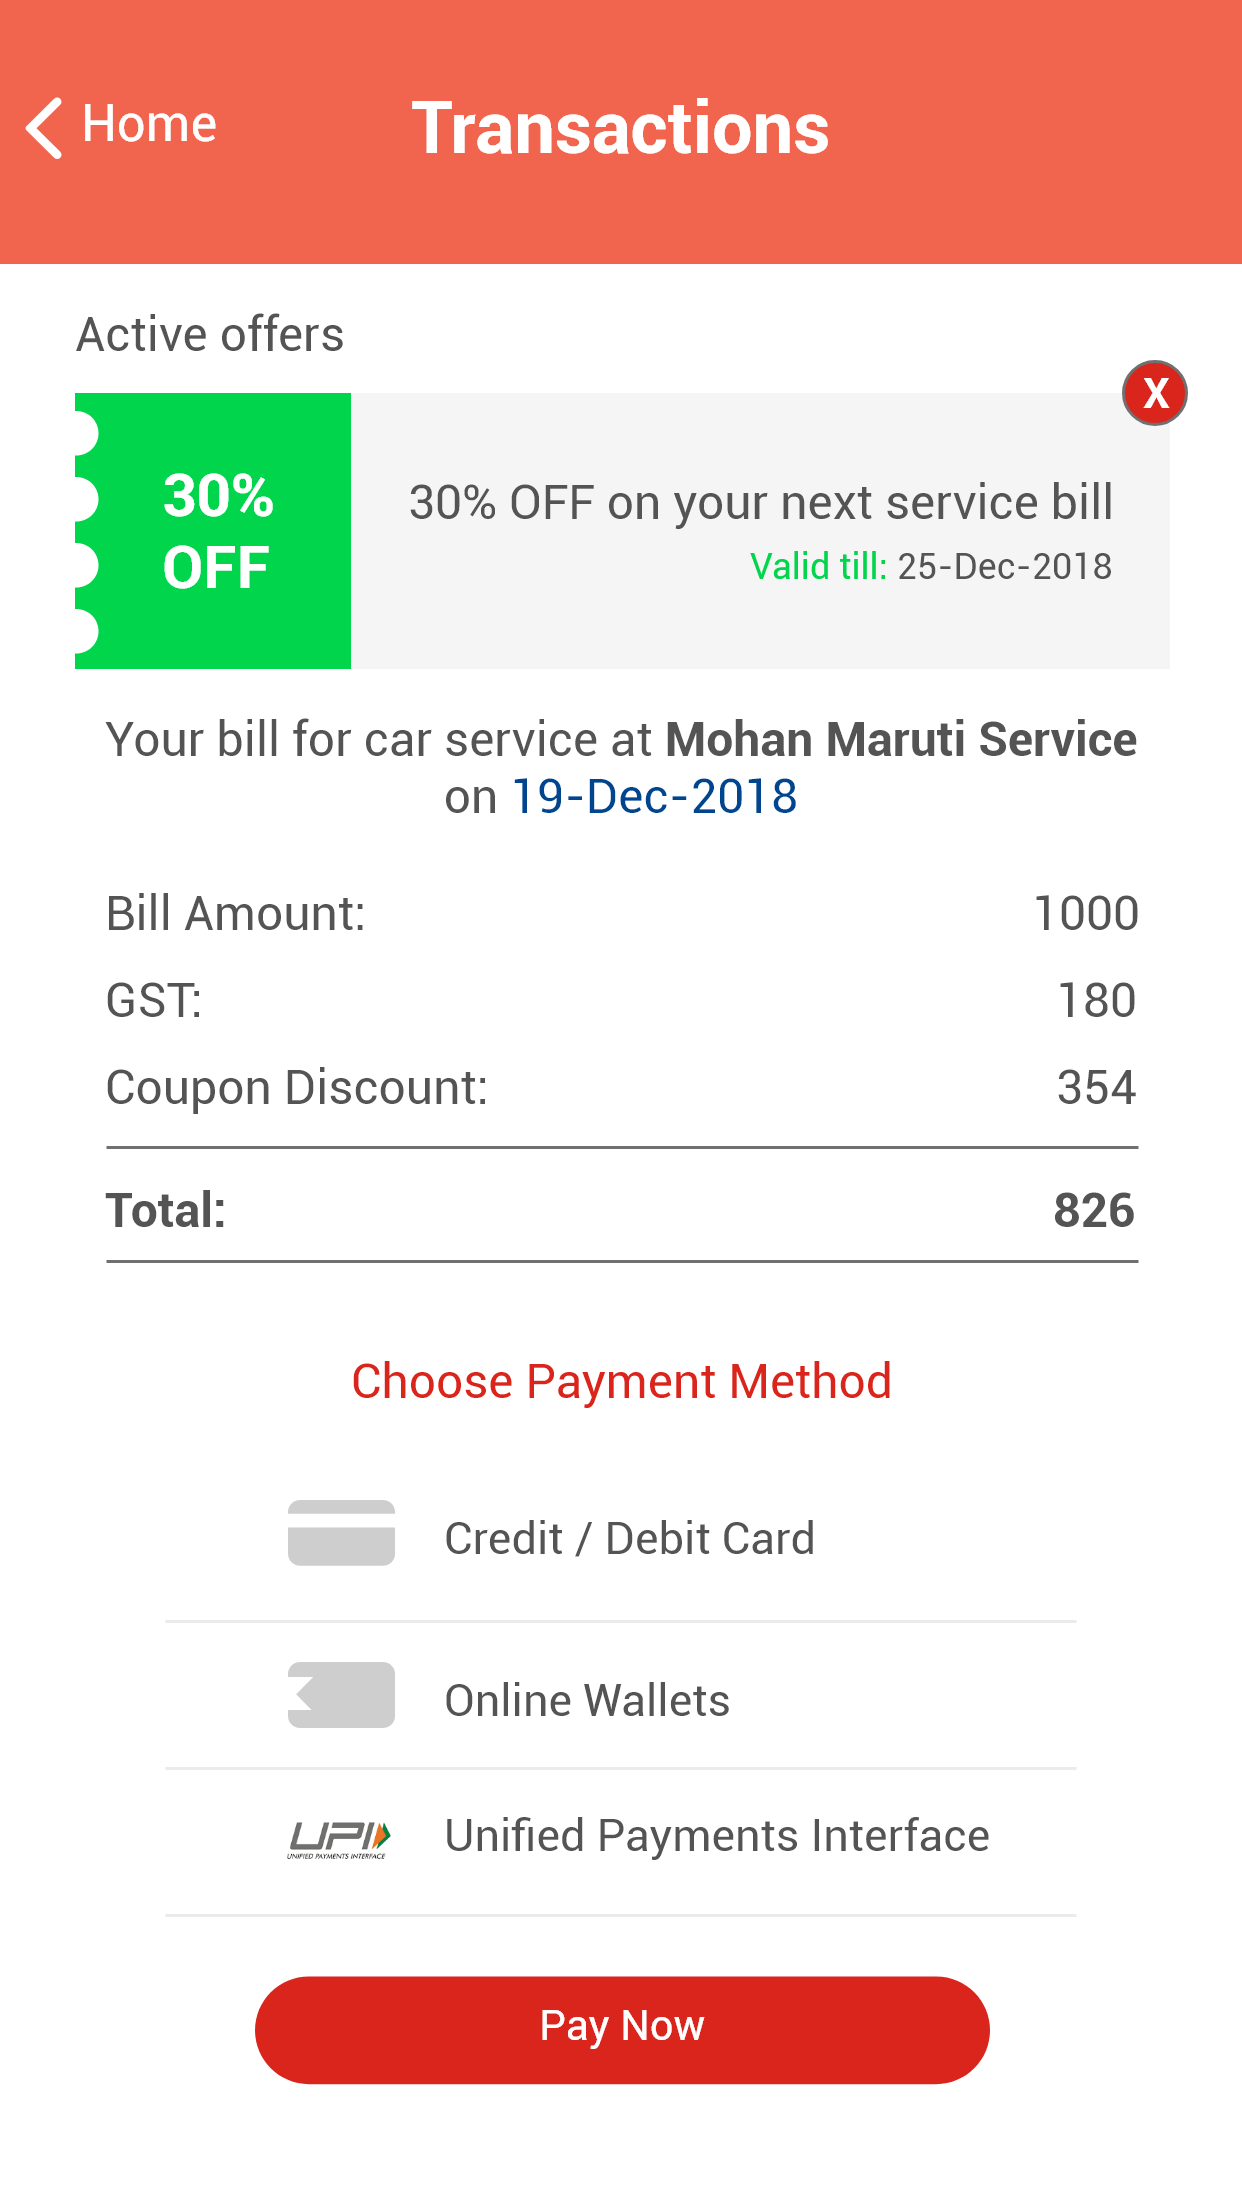 Home
Transactions
Active offers
X
30%
OFF
30% OFF on your next service bill
Valid till: 25-Dec-2018
Your bill for car service at Mohan Maruti Service
on 19-Dec-2018
Bill Amount: 1000
GST: 180
Coupon Discount: 354
Total: 826
Choose Payment Method
Credit / Debit Card
Online Wallets
UPI
UNIFIED PAYMENTS INTERFACE
Unified Payments Interface
Pay Now